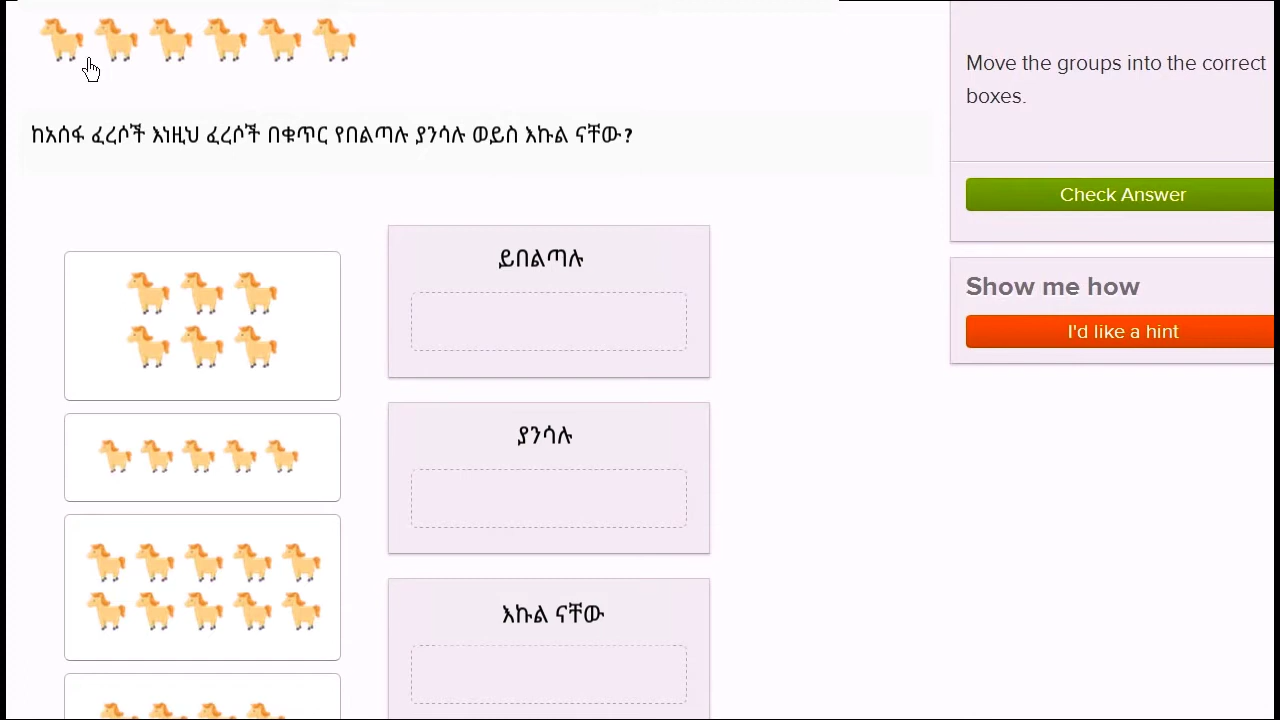 ከአሰፋ ፈረሶች እነዚህ ፈረሶች በቁጥር የበልጣሉ ያንሳሉ ወይስ እኩል ናቸው?
ይበልጣሉ
ያንሳሉ
እኩል ናቸው
Move the groups into the correct
boxes.
Check Answer
Show me how
I'd like a hint